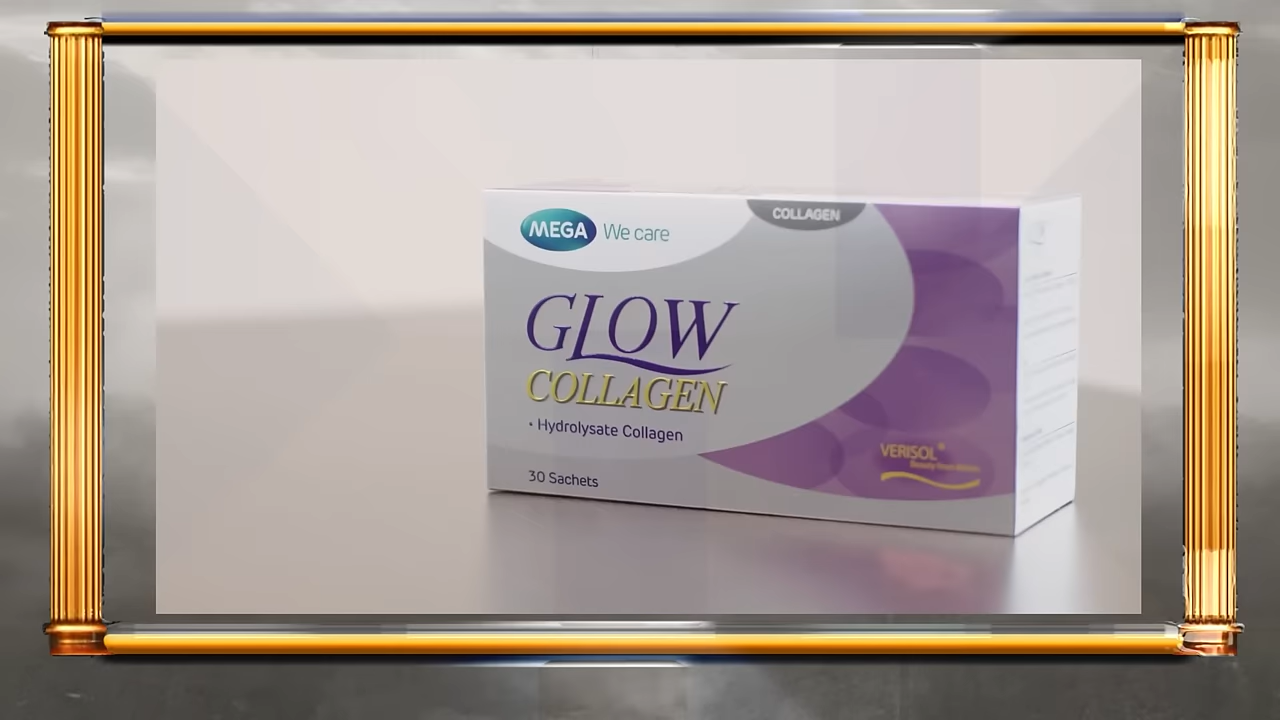 MEGA We care
COLLAGEN
GLOW
COLLAGEN
• Hydrolysate Collagen
30 Sachets
VERISOL®